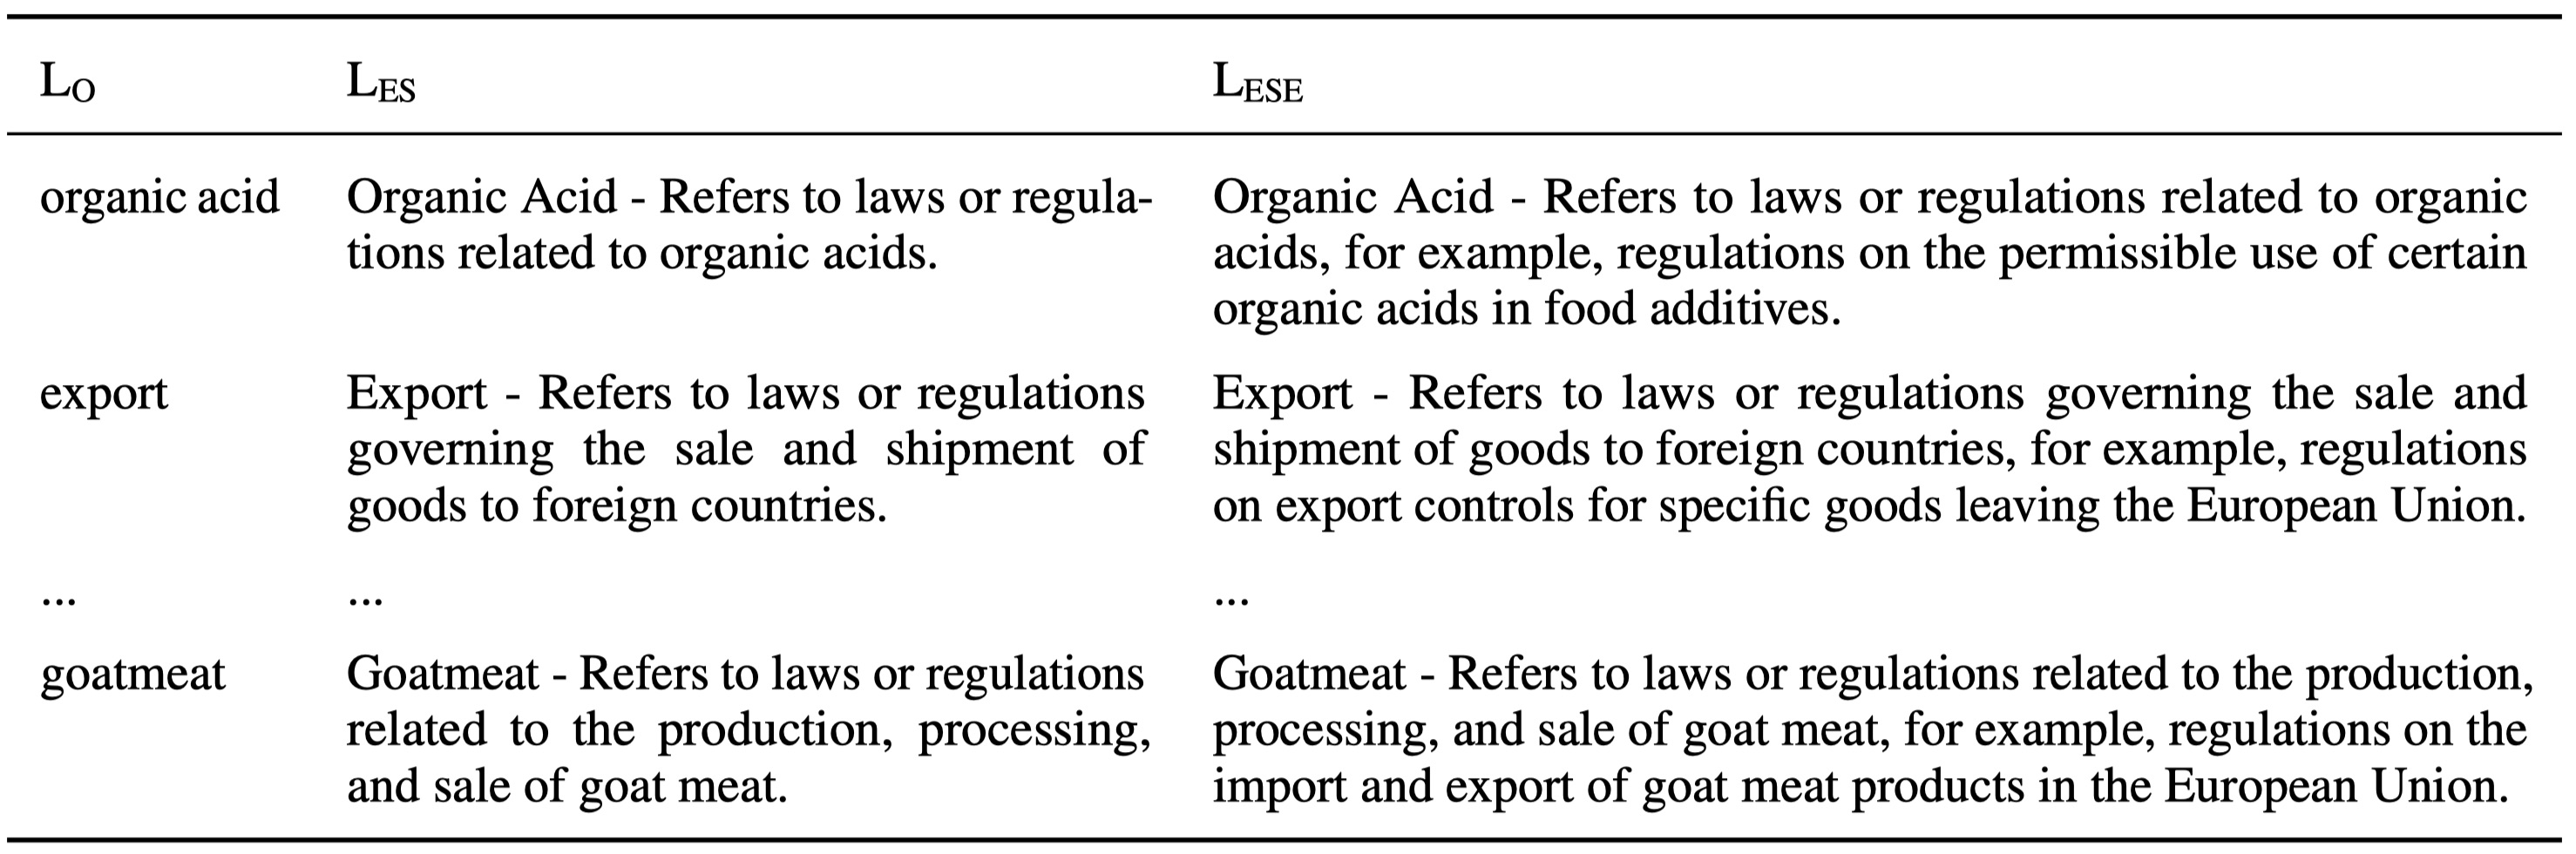 LO LES LESE
organic acid Organic Acid - Refers to laws or regula- Organic Acid - Refers to laws or regulations related to organic
tions related to organic acids. acids, for example, regulations on the permissible use of certain
organic acids in food additives.
export Export - Refers to laws or regulations Export - Refers to laws or regulations governing the sale and
governing the sale and shipment of shipment of goods to foreign countries, for example, regulations
goods to foreign countries. on export controls for specific goods leaving the European Union.
... ... ...
goatmeat Goatmeat - Refers to laws or regulations Goatmeat - Refers to laws or regulations related to the production,
related to the production, processing, processing, and sale of goat meat, for example, regulations on the
and sale of goat meat. import and export of goat meat products in the European Union.